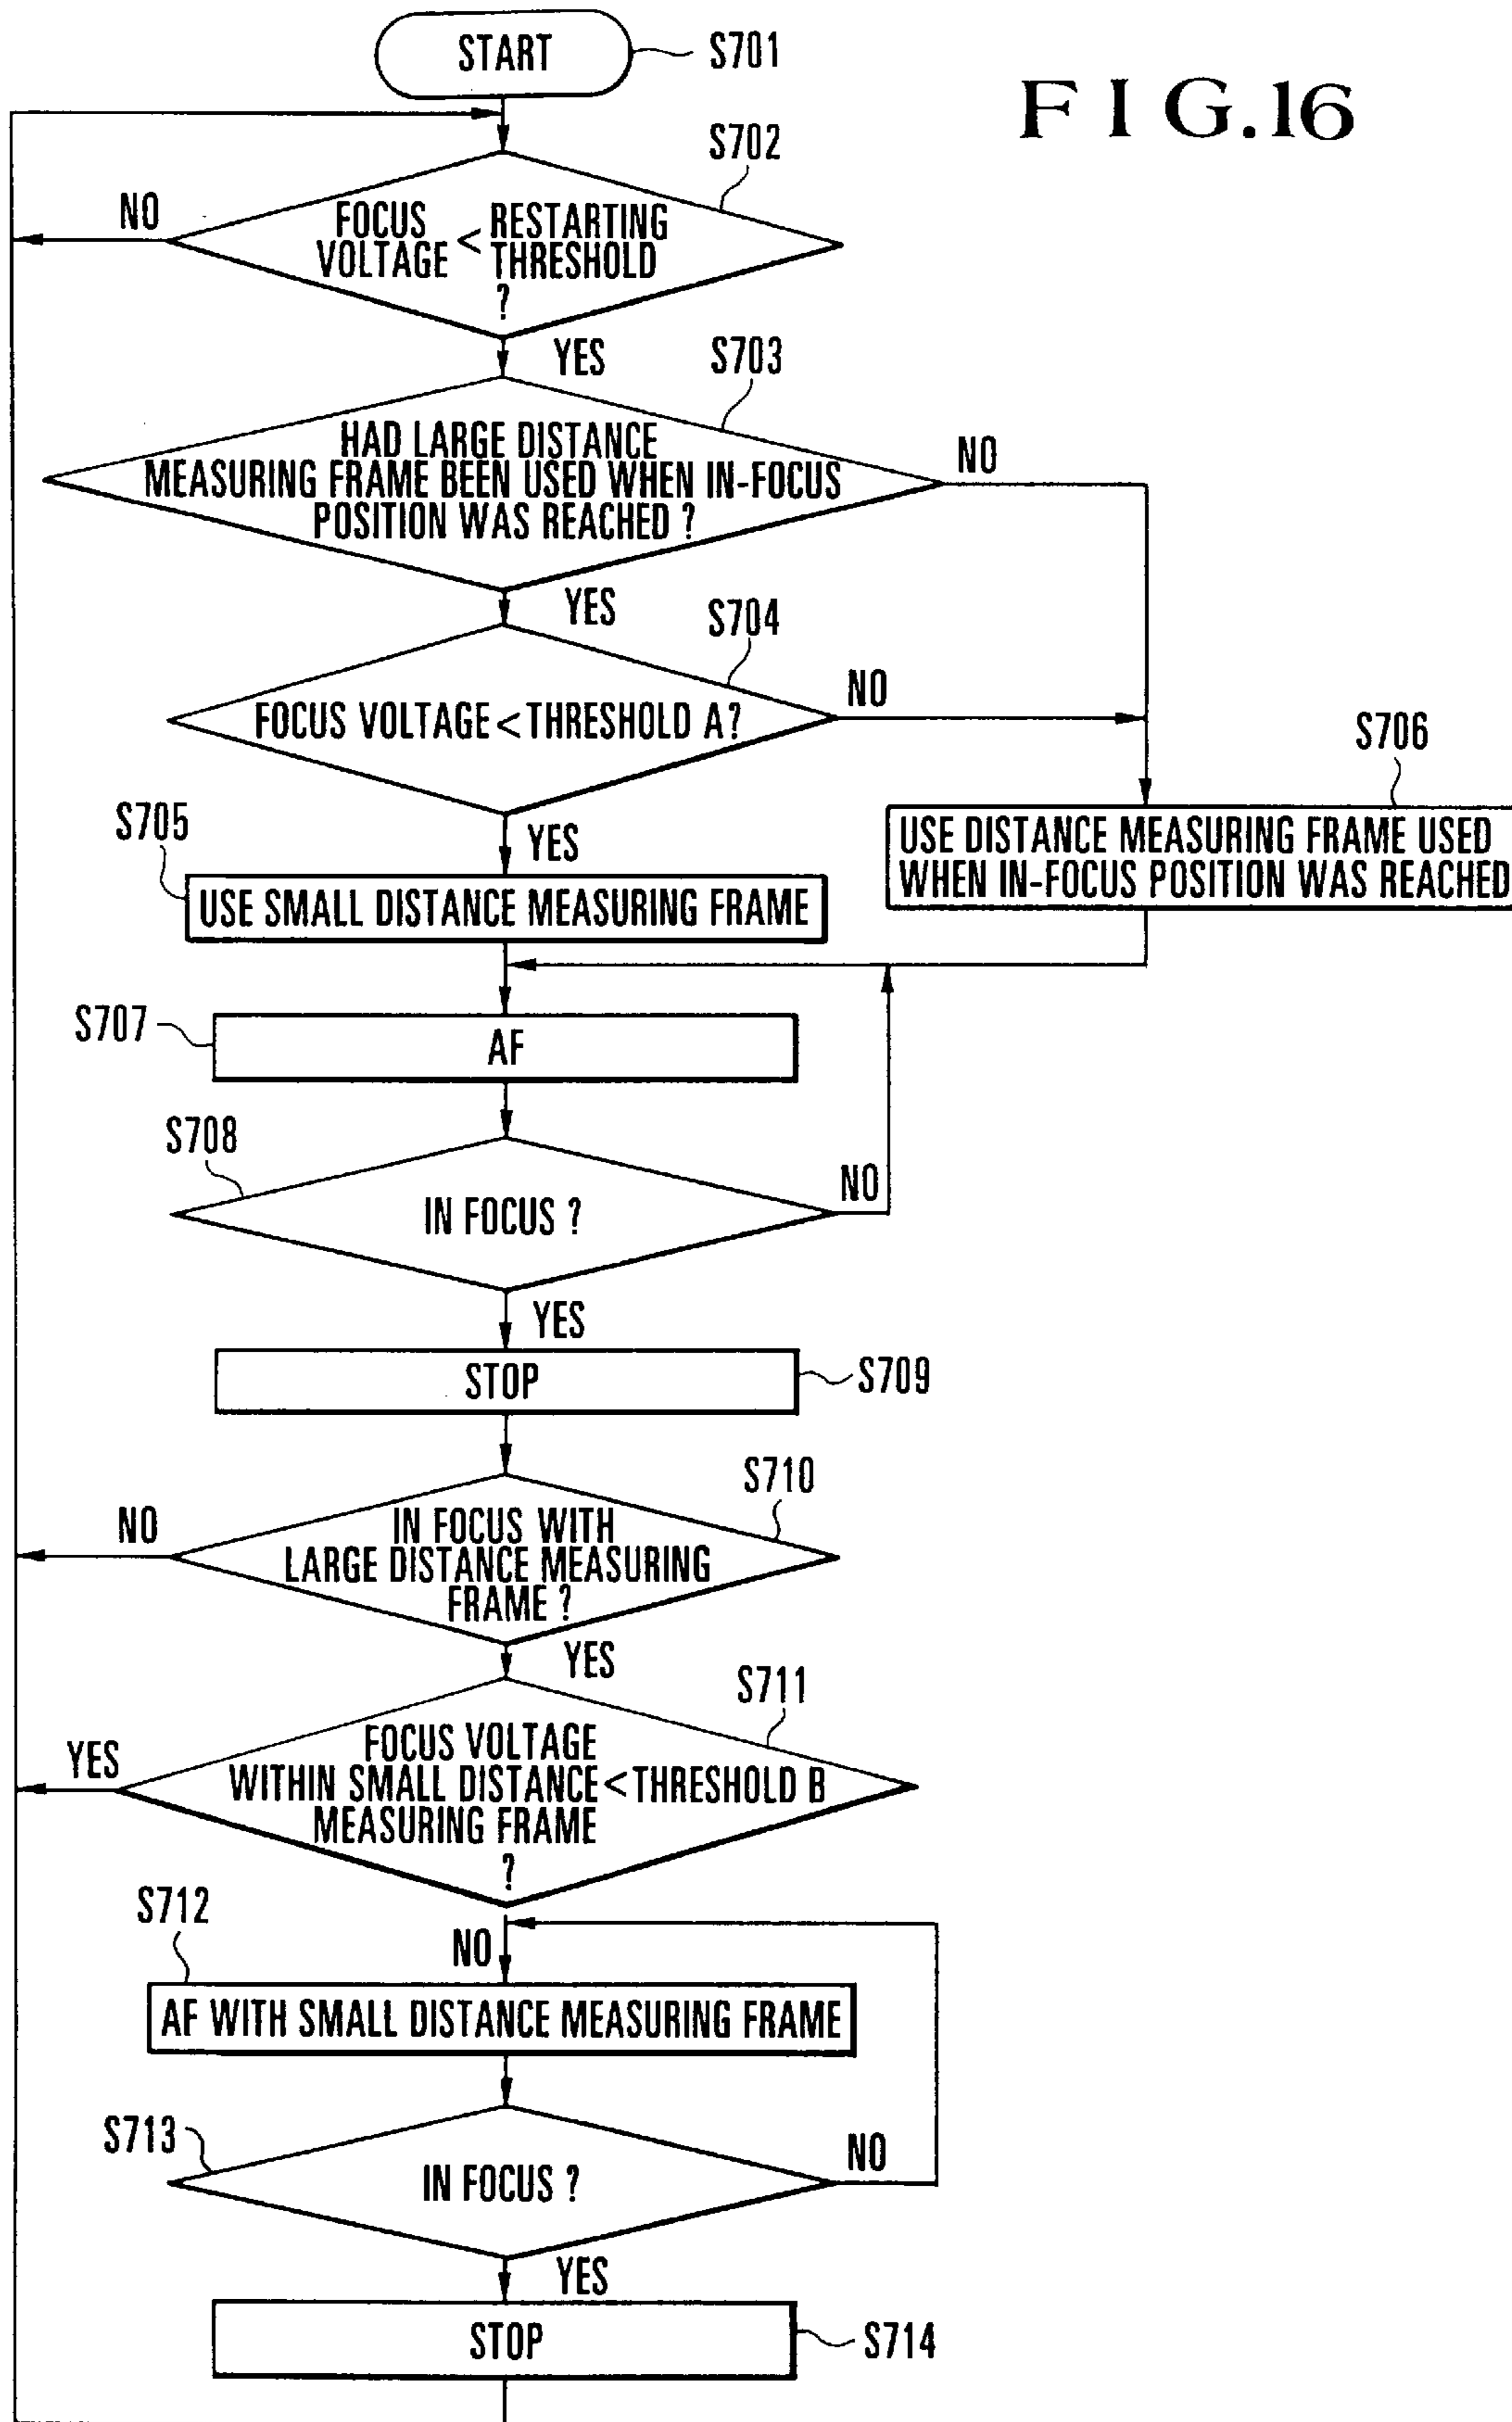 START
S701
F I G.16
S702
NO
FOCUS VOLTAGE < RESTARTING THRESHOLD
?
YES
S703
HAD LARGE DISTANCE
MEASURING FRAME BEEN USED WHEN IN-FOCUS
POSITION WAS REACHED ?
NO
YES
S704
FOCUS VOLTAGE < THRESHOLD A?
NO
S706
S705
YES
USE DISTANCE MEASURING FRAME USED
WHEN IN-FOCUS POSITION WAS REACHED
USE SMALL DISTANCE MEASURING FRAME
S707
AF
S708
IN FOCUS ?
NO
YES
STOP
S709
S710
NO
IN FOCUS WITH
LARGE DISTANCE MEASURING
FRAME ?
YES
S711
YES
FOCUS VOLTAGE
WITHIN SMALL DISTANCE < THRESHOLD B
MEASURING FRAME
?
S712
NO
AF WITH SMALL DISTANCE MEASURING FRAME
S713
IN FOCUS ?
NO
YES
STOP
S714